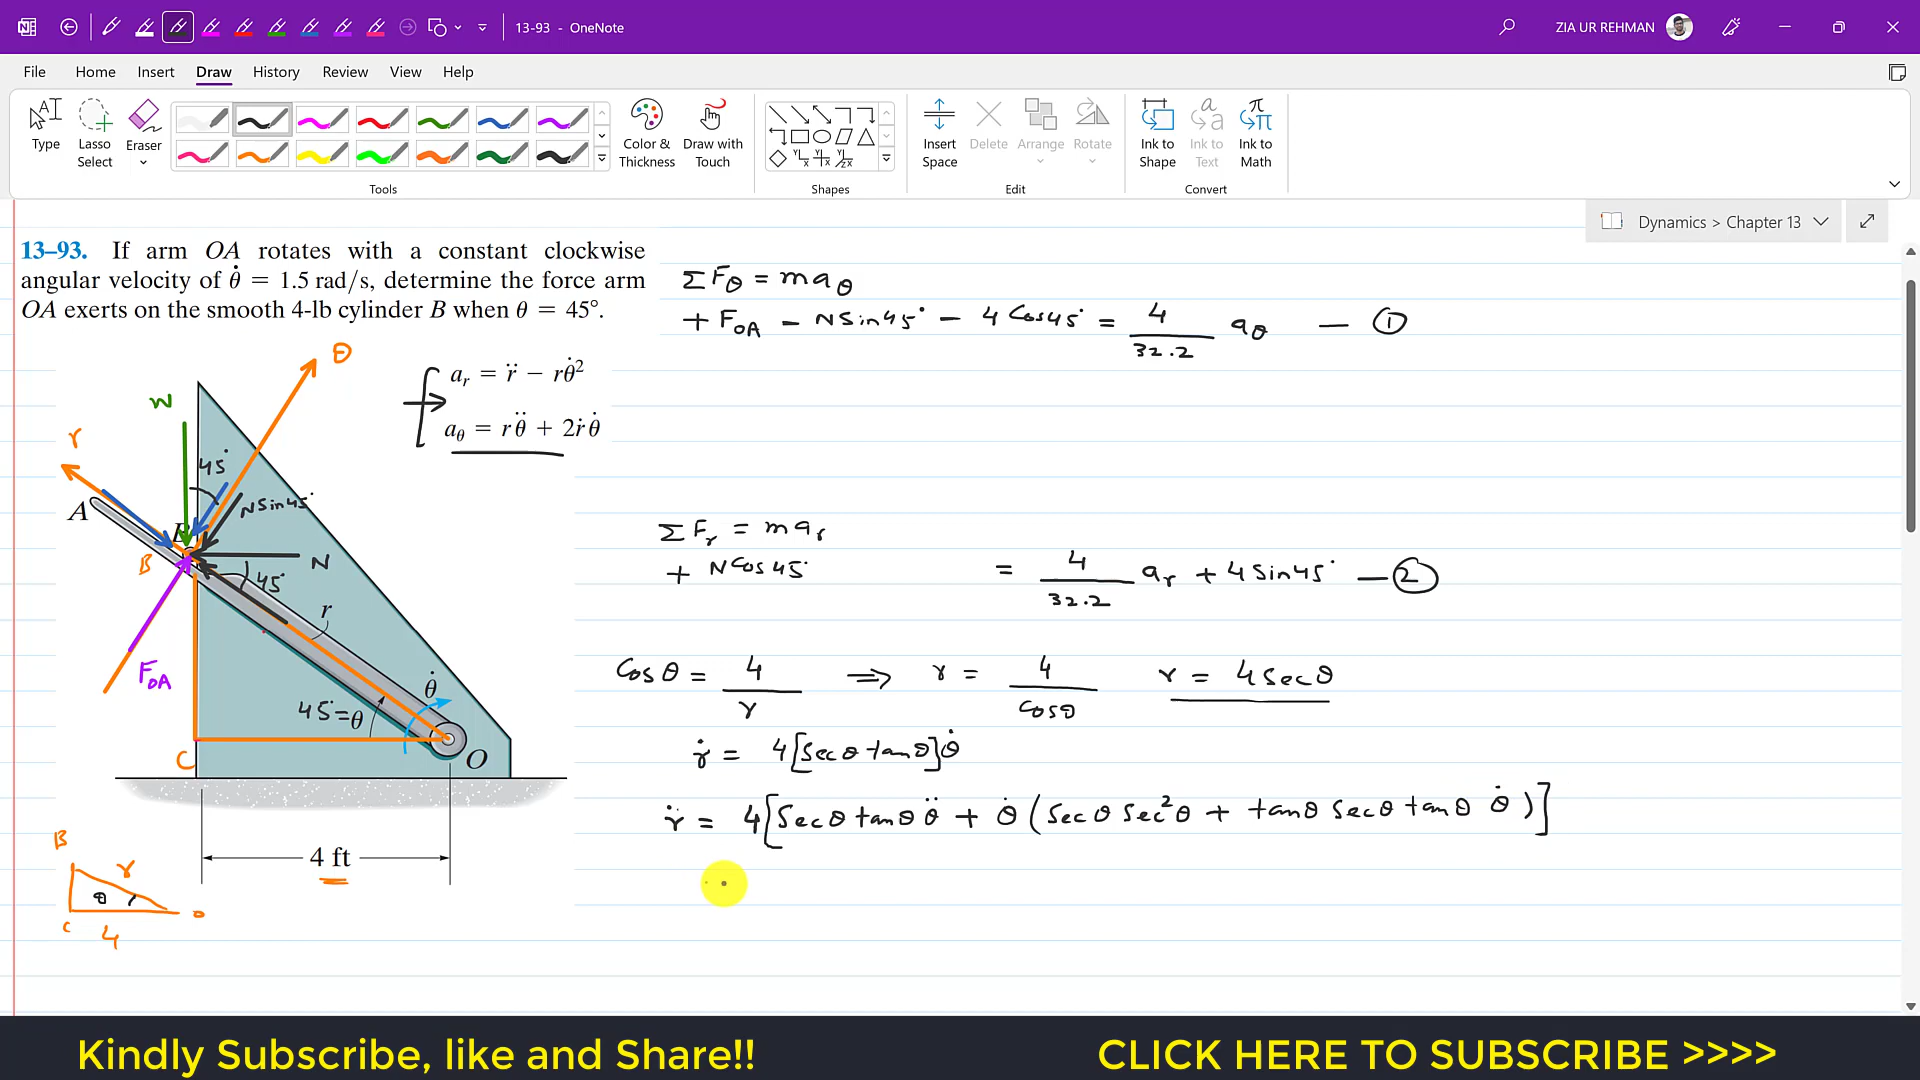 13-93 - OneNote
ZIA UR REHMAN
File Home Insert Draw History Review View Help
Type
Lasso Select
Eraser
Color & Thickness
Draw with Touch
Insert Space
Delete
Arrange
Rotate
Ink to Shape
Ink to Text
Ink to Math
Tools
Shapes
Edit
Convert
Dynamics > Chapter 13
13–93. If arm OA rotates with a constant clockwise
angular velocity of θ̇ = 1.5 rad/s, determine the force arm
OA exerts on the smooth 4-lb cylinder B when θ = 45°.
a_r = r̈ − rθ̇²
a_θ = rθ̈ + 2ṙθ̇
ΣF_θ = ma_θ
+ F_OA − N Sin45° − 4 Cos45° = 4/32.2 a_θ — ①
ΣF_r = ma_r
+ N Cos 45° = 4/32.2 a_r + 4 Sin45° — ②
Cosθ = 4/r ⇒ r = 4/Cosθ r = 4 Secθ
ṙ = 4[Secθ tanθ]θ̇
r̈ = 4[Secθ tanθ θ̈ + θ̇ (Secθ Sec²θ + tanθ Secθ tanθ θ̇)]
θ
W
r
45°
N Sin45°
A
B
B
N
45°
r
F_OA
θ̇
45°=θ
C
O
4 ft
B
r
θ
C
4
O
Kindly Subscribe, like and Share!!
CLICK HERE TO SUBSCRIBE >>>>